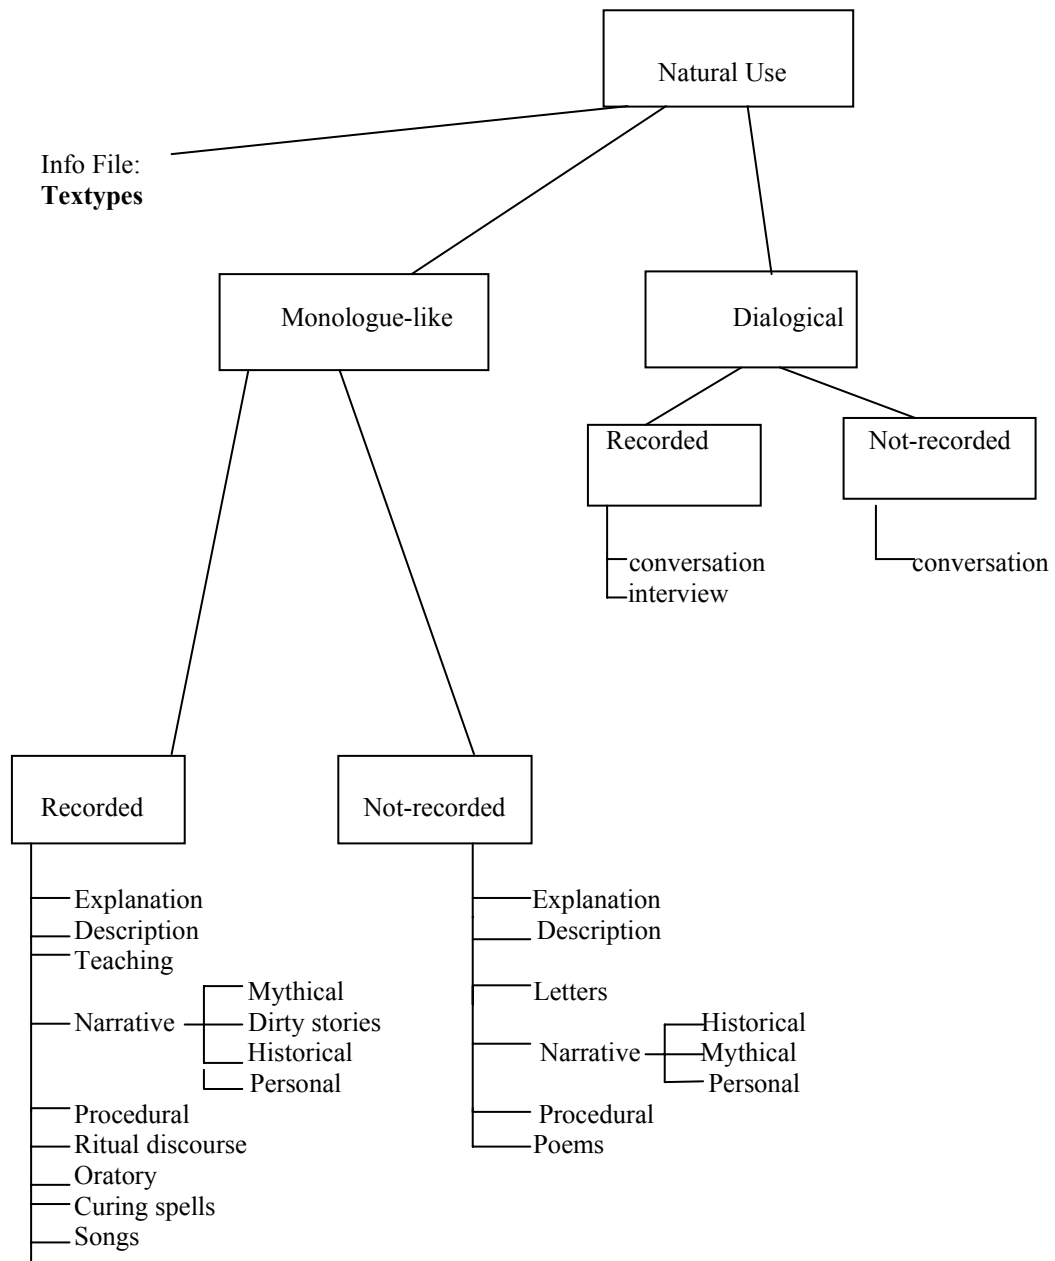 Natural Use
Info File:
Textypes
Monologue-like
Dialogical
Recorded
Not-recorded
conversation
interview
conversation
Recorded
Not-recorded
Explanation
Description
Teaching
Narrative
Mythical
Dirty stories
Historical
Personal
Procedural
Ritual discourse
Oratory
Curing spells
Songs
Explanation
Description
Letters
Narrative
Historical
Mythical
Personal
Procedural
Poems